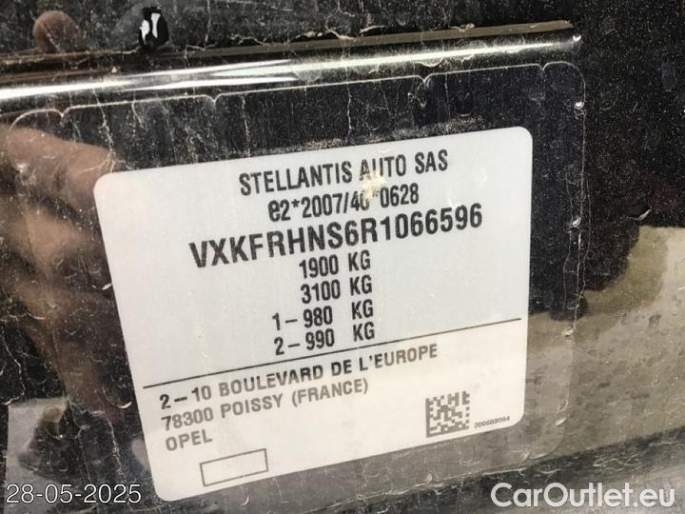 STELLANTIS AUTO SAS
e2*2007/46*0628
VXKFRHNS6R1066596
1900 KG
3100 KG
1-980 KG
2-990 KG
2-10 BOULEVARD DE L'EUROPE
78300 POISSY (FRANCE)
OPEL
28-05-2025
CarOutlet.eu